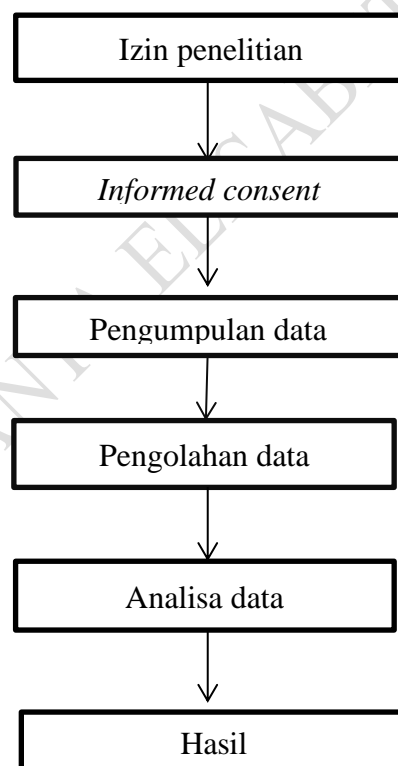 Izin penelitian
Informed consent
Pengumpulan data
Pengolahan data
Analisa data
Hasil